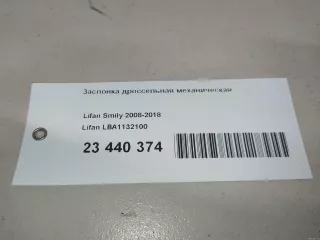 Заслонка дроссельная механическая
Lifan Smily 2008-2018
Lifan LBA1132100
23 440 374